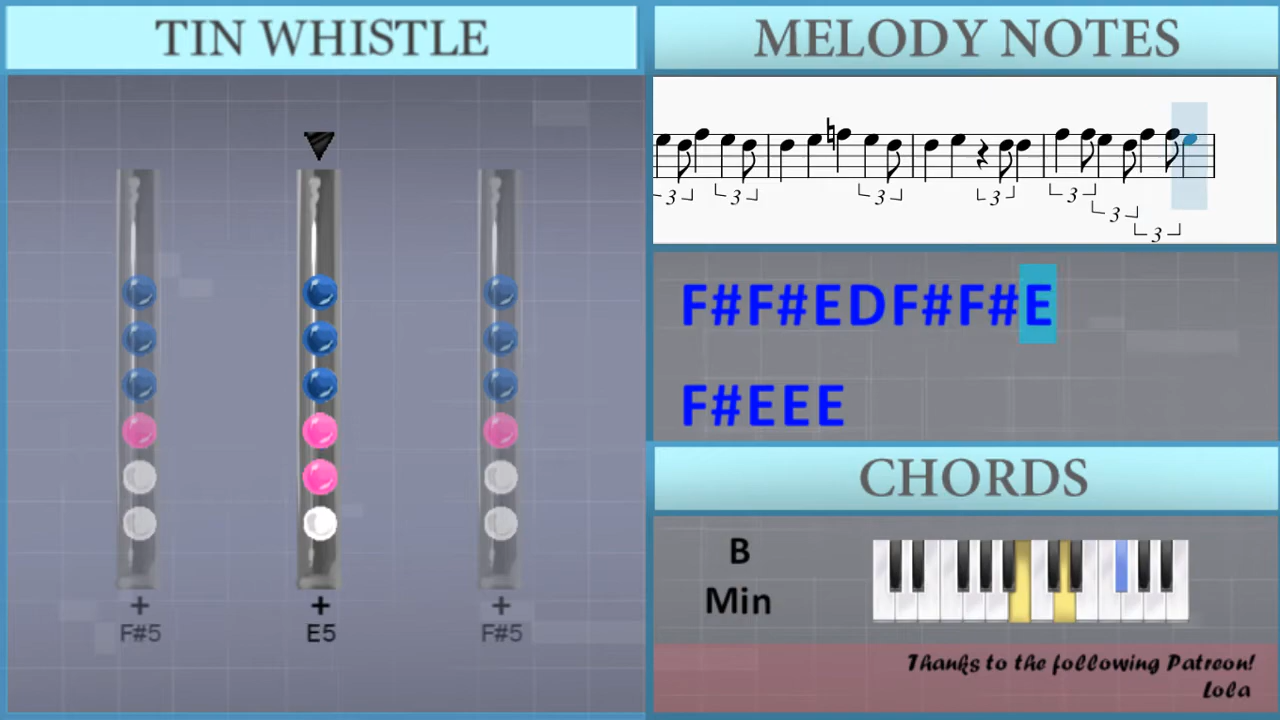 TIN WHISTLE
+
F#5
+
E5
+
F#5
MELODY NOTES
3
3
3
3
3
3
3
F#F#EDF#F#E
F#EEE
CHORDS
B
Min
Thanks to the following Patreon!
Lola